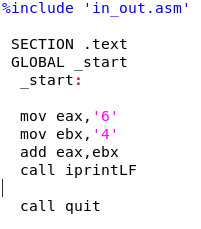 %include 'in_out.asm'
SECTION .text
GLOBAL _start
_start:
mov eax,'6'
mov ebx,'4'
add eax,ebx
call iprintLF
call quit